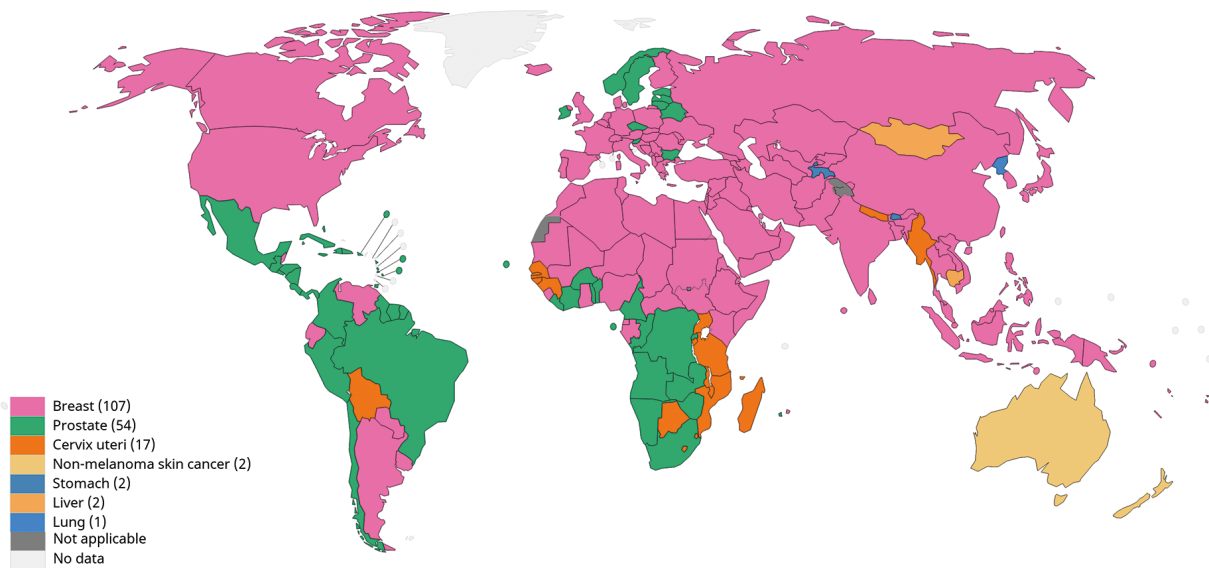 Breast (107)
Prostate (54)
Cervix uteri (17)
Non-melanoma skin cancer (2)
Stomach (2)
Liver (2)
Lung (1)
Not applicable
No data